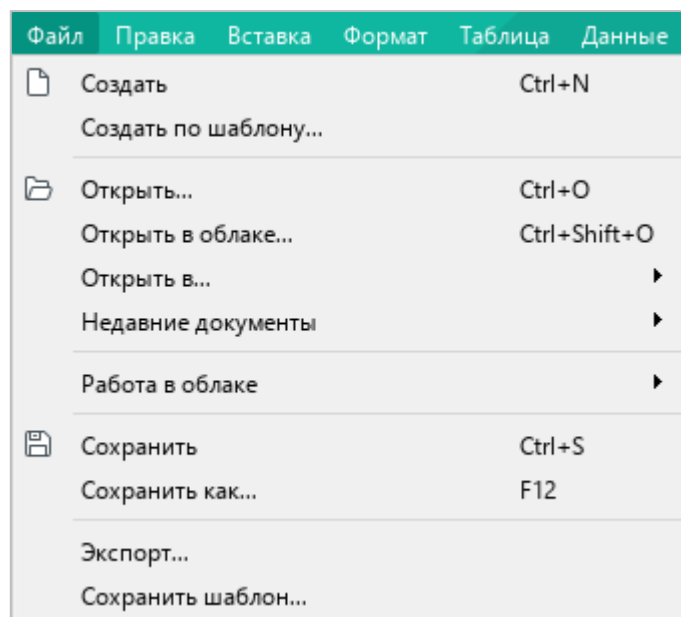 Файл Правка Вставка Формат Таблица Данные
Создать Ctrl+N
Создать по шаблону...
Открыть... Ctrl+O
Открыть в облаке... Ctrl+Shift+O
Открыть в...
Недавние документы
Работа в облаке
Сохранить Ctrl+S
Сохранить как... F12
Экспорт...
Сохранить шаблон...